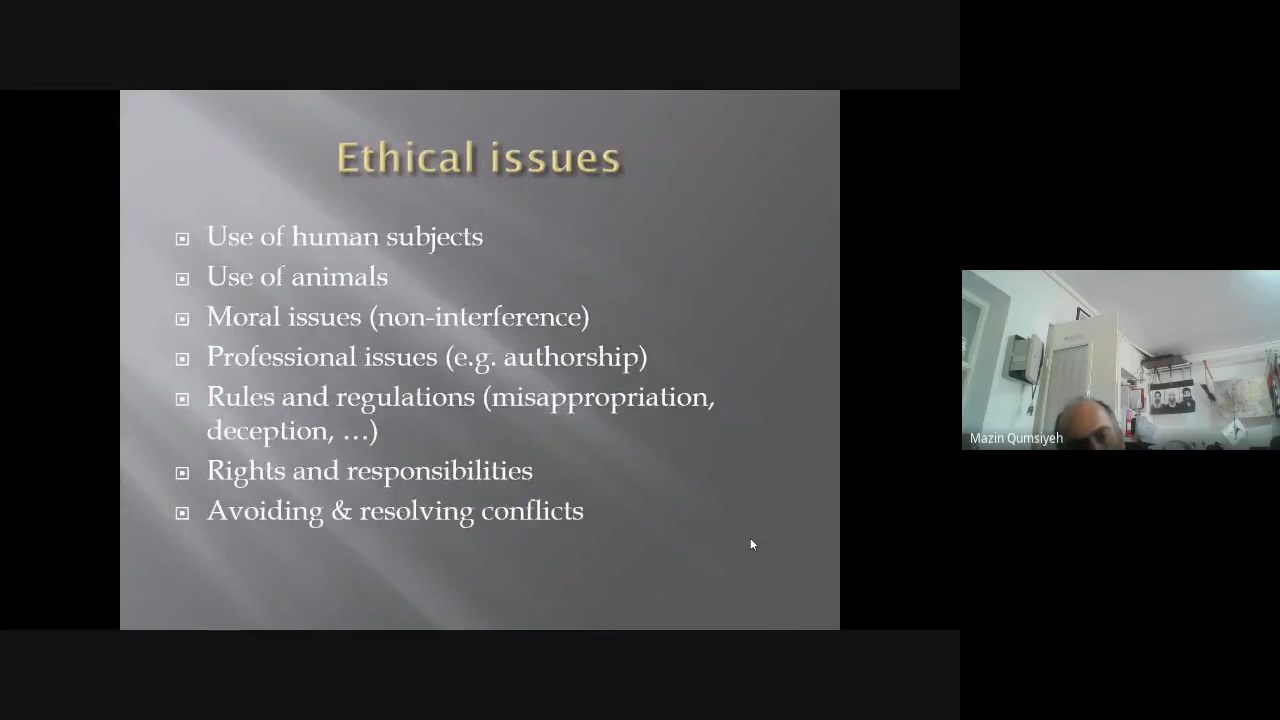 Ethical issues
Use of human subjects
Use of animals
Moral issues (non-interference)
Professional issues (e.g. authorship)
Rules and regulations (misappropriation,
deception, …)
Rights and responsibilities
Avoiding & resolving conflicts
Mazin Qumsiyeh